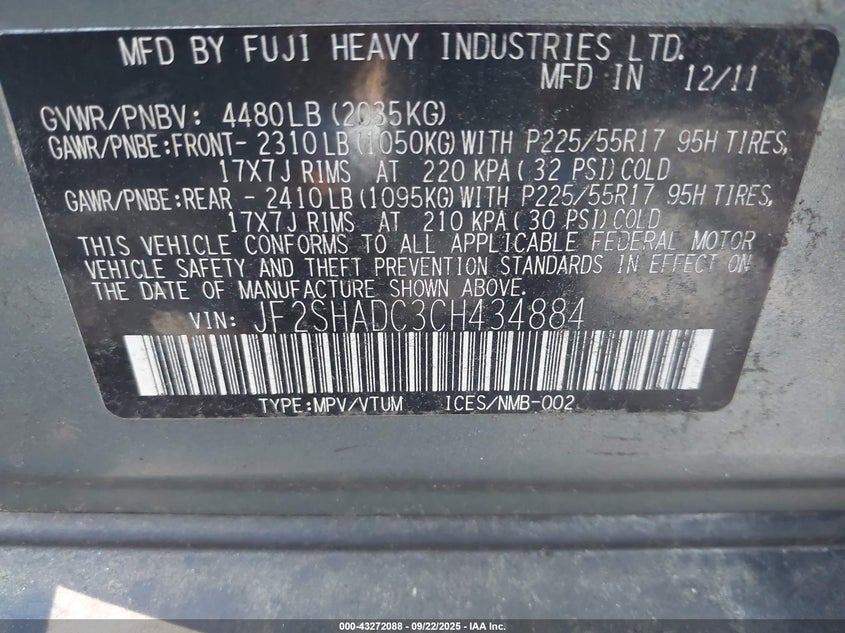 MFD BY FUJI HEAVY INDUSTRIES LTD.
MFD IN 12/11
GVWR/PNBV: 4480LB(2035KG)
GAWR/PNBE:FRONT- 2310LB(1050KG)WITH P225/55R17 95H TIRES,
17X7J RIMS AT 220 KPA( 32 PSI)COLD
GAWR/PNBE:REAR - 2410LB(1095KG)WITH P225/55R17 95H TIRES,
17X7J RIMS AT 210 KPA( 30 PSI)COLD
THIS VEHICLE CONFORMS TO ALL APPLICABLE FEDERAL MOTOR
VEHICLE SAFETY AND THEFT PREVENTION STANDARDS IN EFFECT ON
THE DATE OF MANUFACTURE SHOWN ABOVE.
VIN: JF2SHADC3CH434884
TYPE:MPV/VTUM ICES/NMB-002
000-43272088 - 09/22/2025 - IAA Inc.